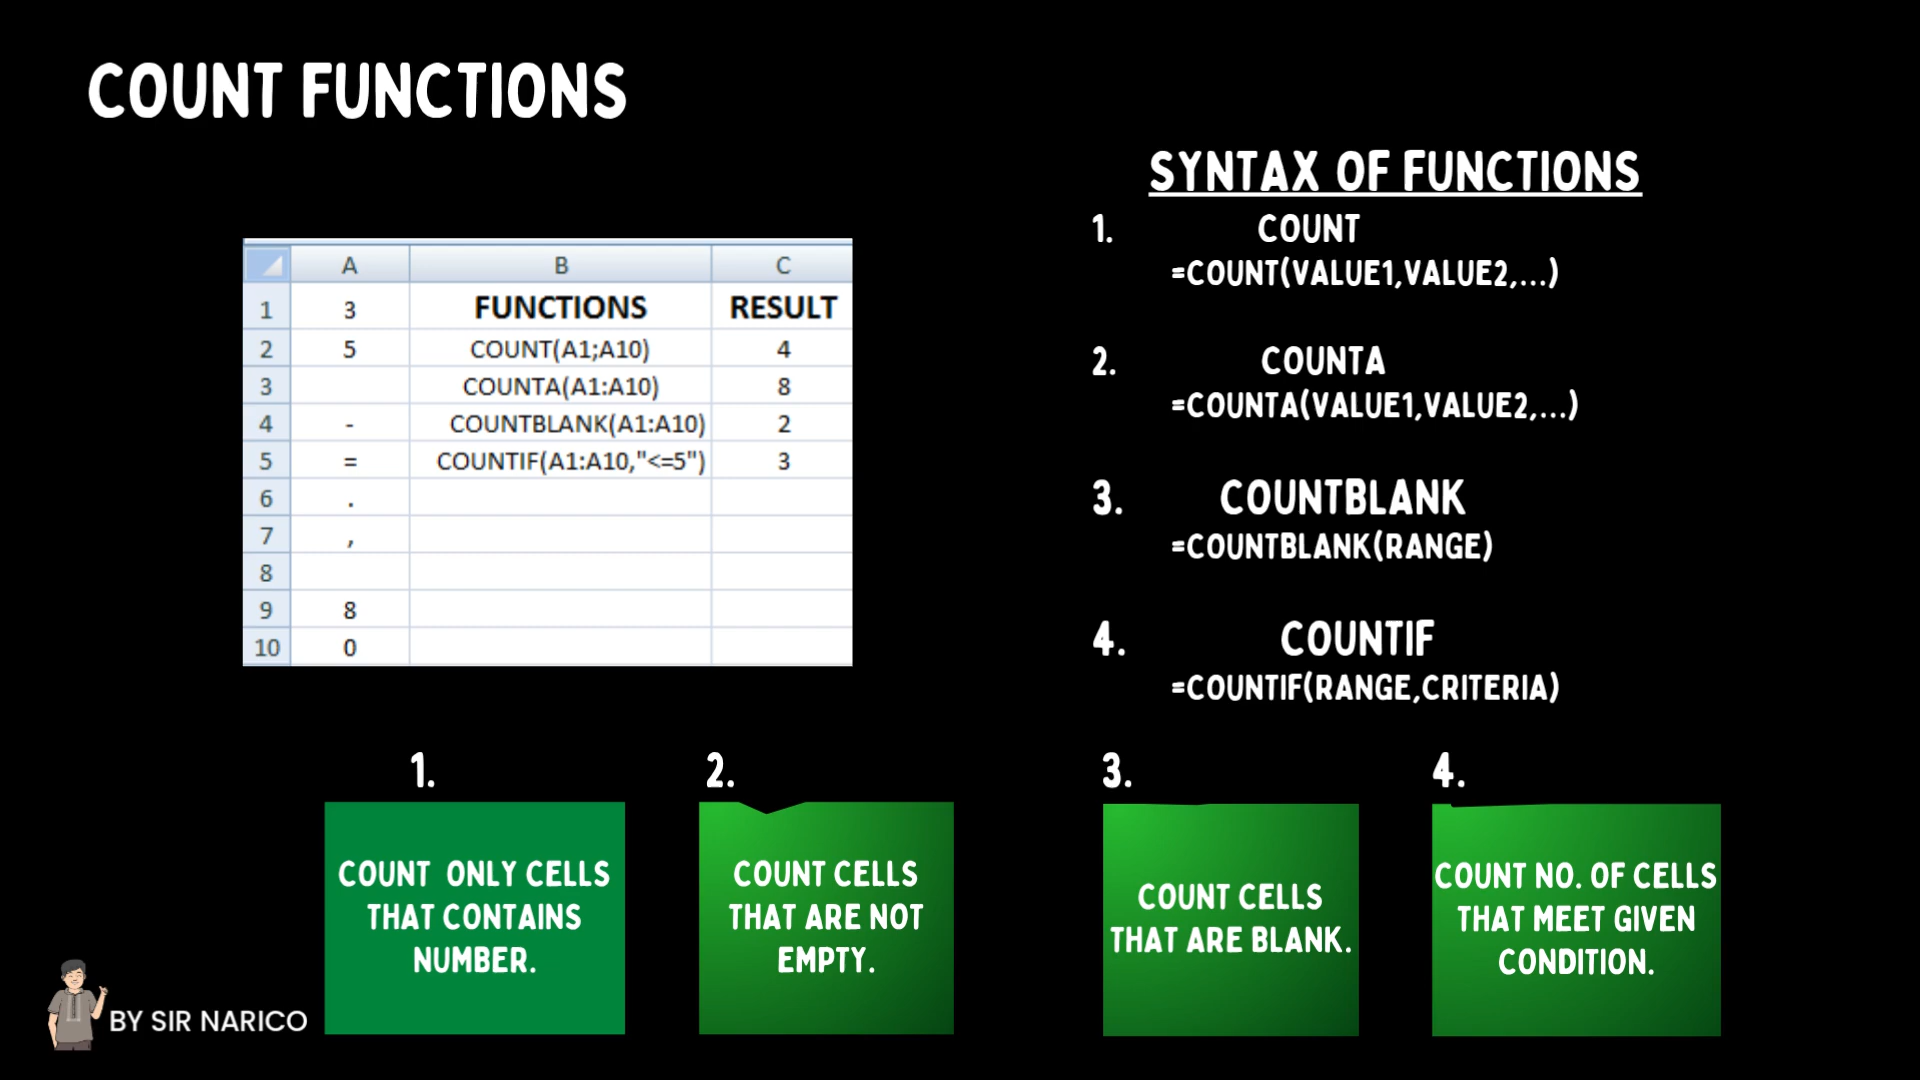 COUNT FUNCTIONS
SYNTAX OF FUNCTIONS
1. COUNT
=COUNT(VALUE1,VALUE2,...)
2. COUNTA
=COUNTA(VALUE1,VALUE2,...)
3. COUNTBLANK
=COUNTBLANK(RANGE)
4. COUNTIF
=COUNTIF(RANGE,CRITERIA)
A B C
1 3 FUNCTIONS RESULT
2 5 COUNT(A1;A10) 4
3 COUNTA(A1:A10) 8
4 - COUNTBLANK(A1:A10) 2
5 = COUNTIF(A1:A10,"<=5") 3
6 .
7 ,
8
9 8
10 0
1.
COUNT ONLY CELLS
THAT CONTAINS
NUMBER.
2.
COUNT CELLS
THAT ARE NOT
EMPTY.
3.
COUNT CELLS
THAT ARE BLANK.
4.
COUNT NO. OF CELLS
THAT MEET GIVEN
CONDITION.
BY SIR NARICO